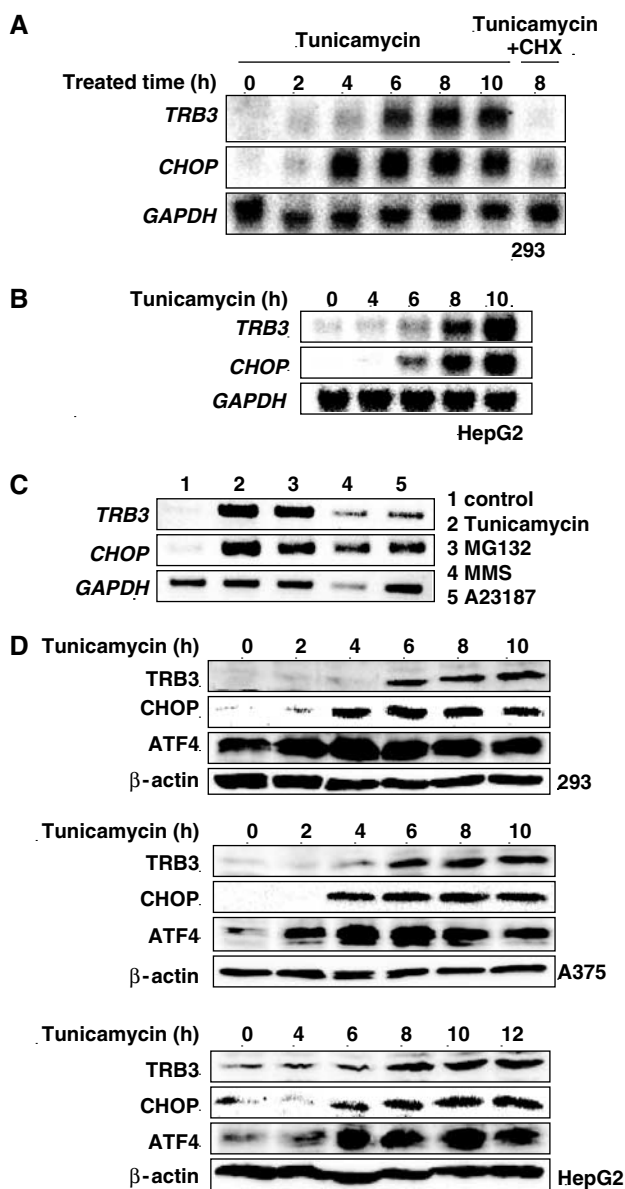 A
Tunicamycin
Tunicamycin
+CHX
Treated time (h) 0 2 4 6 8 10 8
TRB3
CHOP
GAPDH
293
B
Tunicamycin (h) 0 4 6 8 10
TRB3
CHOP
GAPDH
HepG2
C
1 2 3 4 5
TRB3
CHOP
GAPDH
1 control
2 Tunicamycin
3 MG132
4 MMS
5 A23187
D
Tunicamycin (h) 0 2 4 6 8 10
TRB3
CHOP
ATF4
β-actin
293
Tunicamycin (h) 0 2 4 6 8 10
TRB3
CHOP
ATF4
β-actin
A375
Tunicamycin (h) 0 4 6 8 10 12
TRB3
CHOP
ATF4
β-actin
HepG2